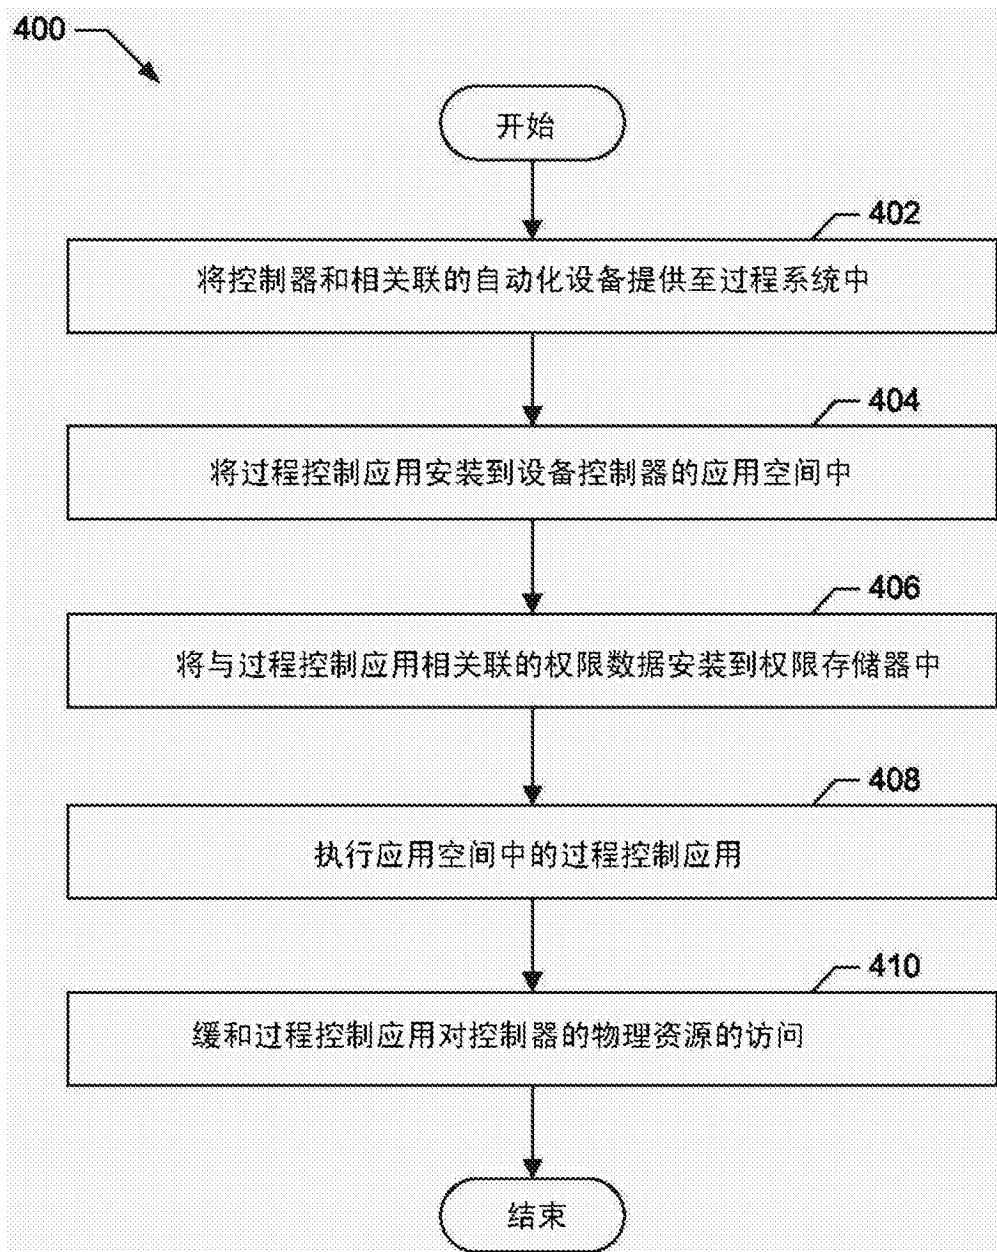 400
开始
402
将控制器和相关联的自动化设备提供至过程系统中
404
将过程控制应用安装到设备控制器的应用空间中
406
将与过程控制应用相关联的权限数据安装到权限存储器中
408
执行应用空间中的过程控制应用
410
缓和过程控制应用对控制器的物理资源的访问
结束